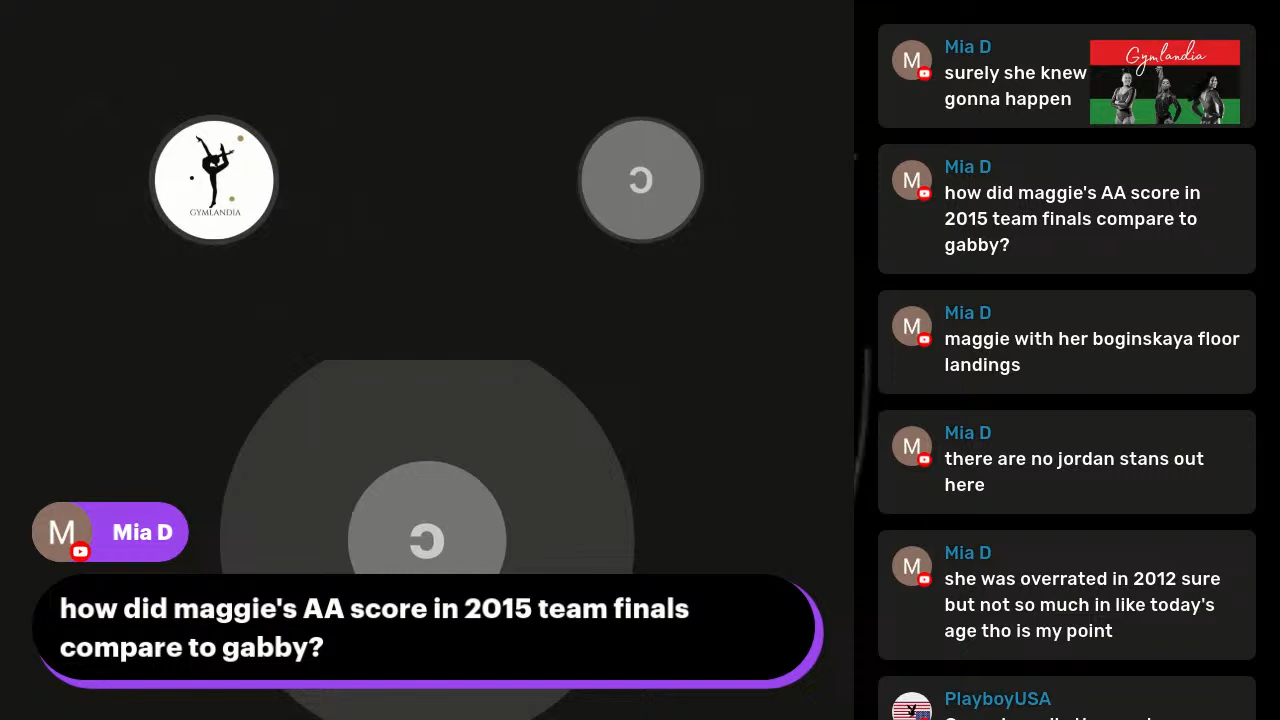 GYMLANDIA
C
C
M
Mia D
how did maggie's AA score in 2015 team finals
compare to gabby?
M
Mia D
surely she knew
gonna happen
Gymlandia
M
Mia D
how did maggie's AA score in
2015 team finals compare to
gabby?
M
Mia D
maggie with her boginskaya floor
landings
M
Mia D
there are no jordan stans out
here
M
Mia D
she was overrated in 2012 sure
but not so much in like today's
age tho is my point
PlayboyUSA